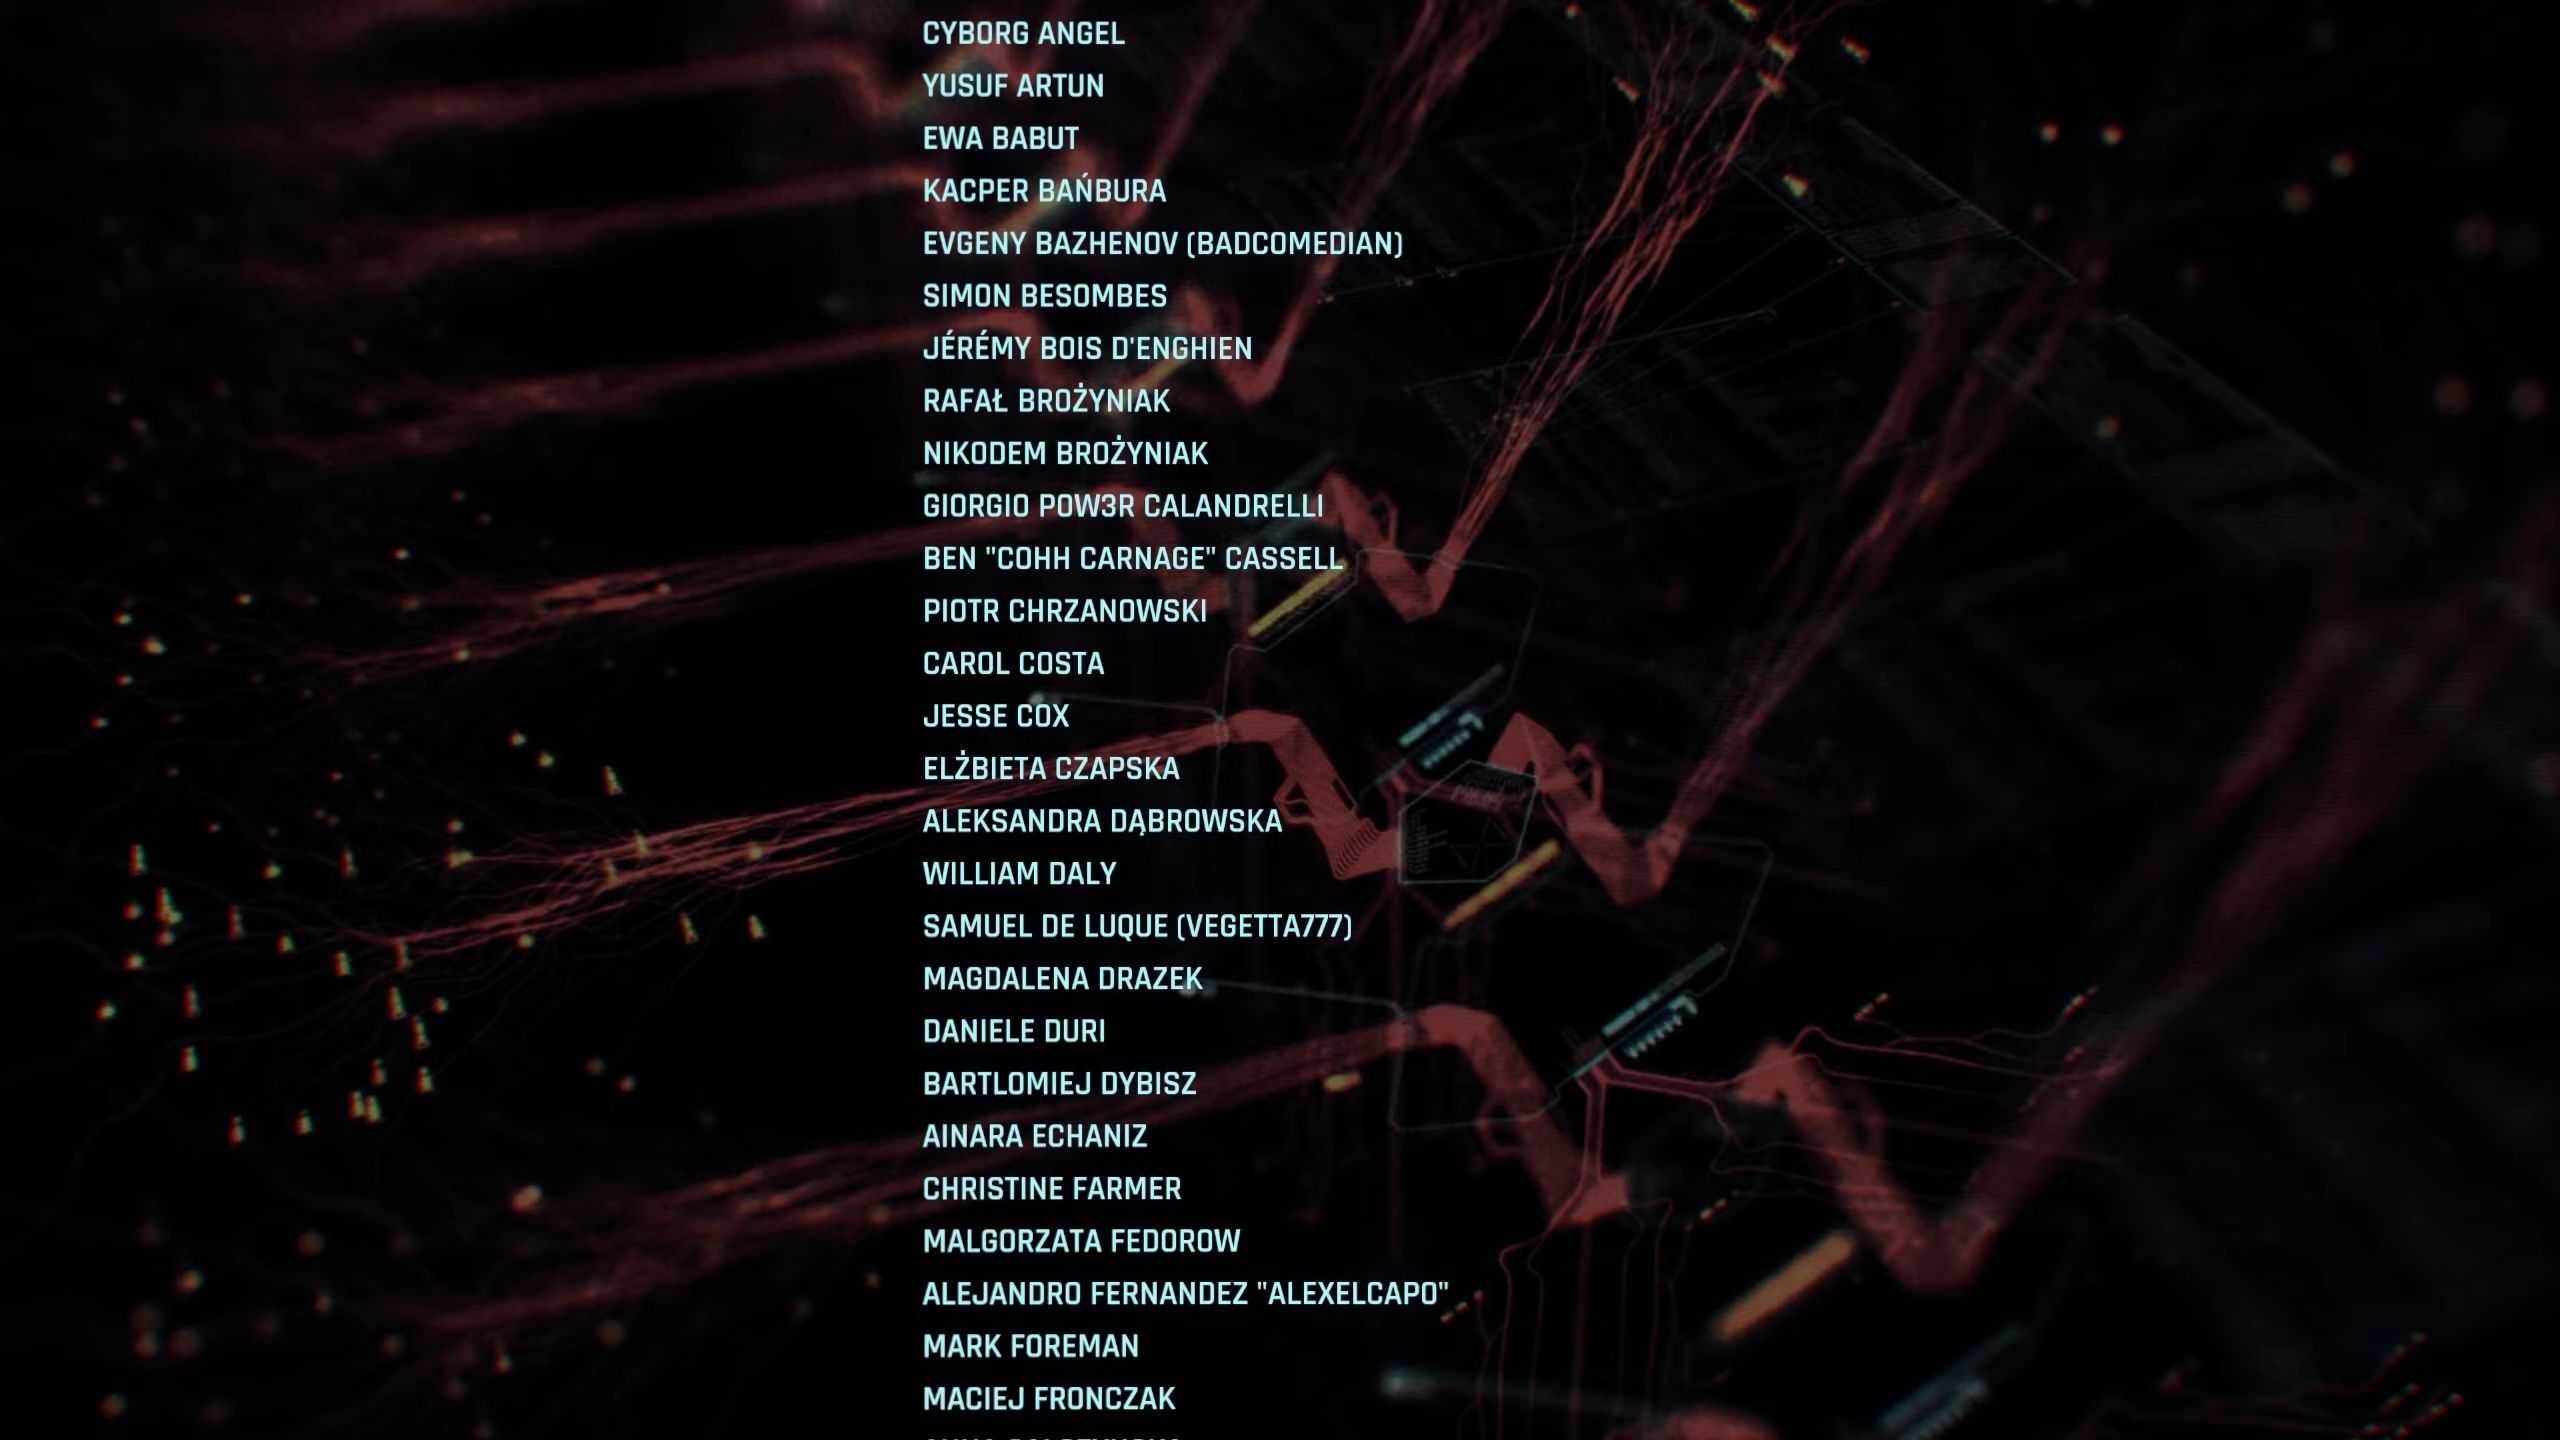 CYBORG ANGEL
YUSUF ARTUN
EWA BABUT
KACPER BAŃBURA
EVGENY BAZHENOV (BADCOMEDIAN)
SIMON BESOMBES
JÉRÉMY BOIS D'ENGHIEN
RAFAŁ BROŻYNIAK
NIKODEM BROŻYNIAK
GIORGIO POW3R CALANDRELLI
BEN "COHH CARNAGE" CASSELL
PIOTR CHRZANOWSKI
CAROL COSTA
JESSE COX
ELŻBIETA CZAPSKA
ALEKSANDRA DĄBROWSKA
WILLIAM DALY
SAMUEL DE LUQUE (VEGETTA777)
MAGDALENA DRAZEK
DANIELE DURI
BARTLOMIEJ DYBISZ
AINARA ECHANIZ
CHRISTINE FARMER
MALGORZATA FEDOROW
ALEJANDRO FERNANDEZ "ALEXELCAPO"
MARK FOREMAN
MACIEJ FRONCZAK